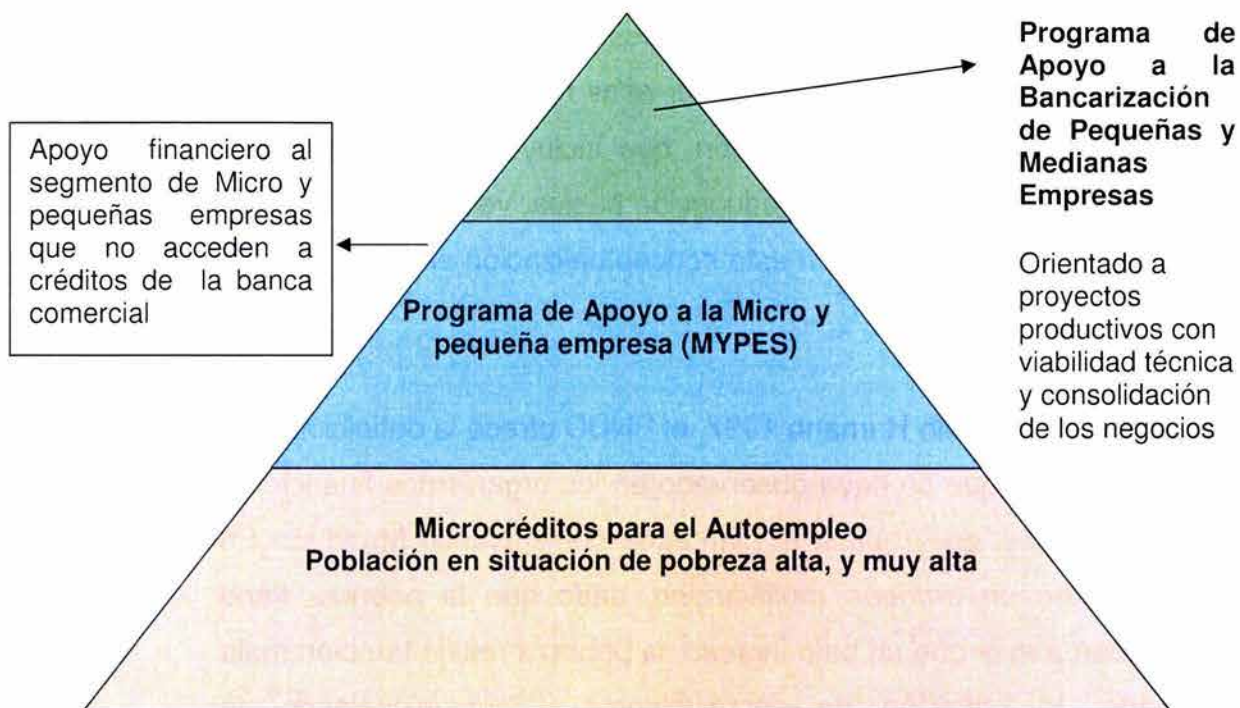 Programa de
Apoyo a la
Bancarización
de Pequeñas y
Medianas
Empresas
Orientado a
proyectos
productivos con
viabilidad técnica
y consolidación
de los negocios
Apoyo financiero al
segmento de Micro y
pequeñas empresas
que no acceden a
créditos de la banca
comercial
Programa de Apoyo a la Micro y
pequeña empresa (MYPES)
Microcréditos para el Autoempleo
Población en situación de pobreza alta, y muy alta